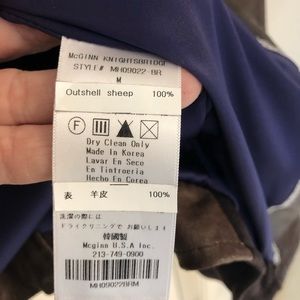 McGINN KNIGHTSBRIDGE
STYLE# MH09022-BR
M
Outshell sheep 100%
F
Dry Clean Only
Made In Korea
Lavar En Seco
En Tintroeria
Hecho En Corea
表 羊皮 100%
洗濯の際には
ドライクリーニングで お願いします
韓國製
Mcginn U.S.A Inc.
213-749-0900
MH09022BRM